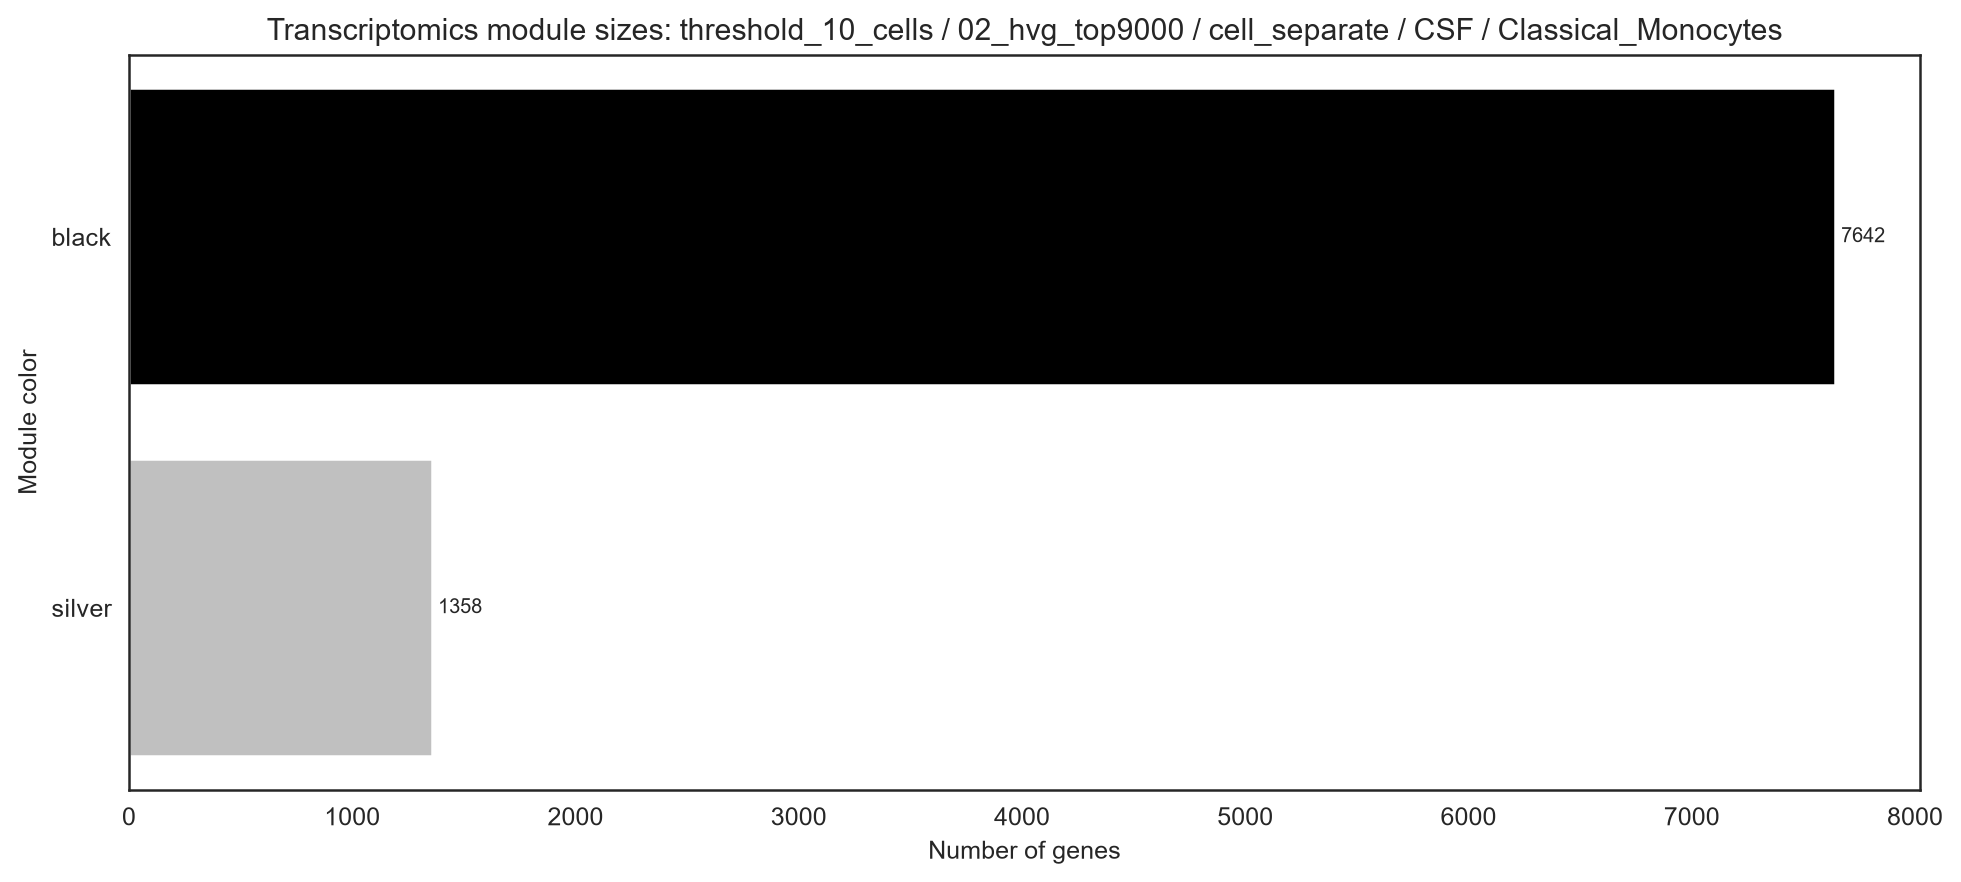 Transcriptomics module sizes: threshold_10_cells / 02_hvg_top9000 / cell_separate / CSF / Classical_Monocytes
Module color
black
7642
silver
1358
0 1000 2000 3000 4000 5000 6000 7000 8000
Number of genes